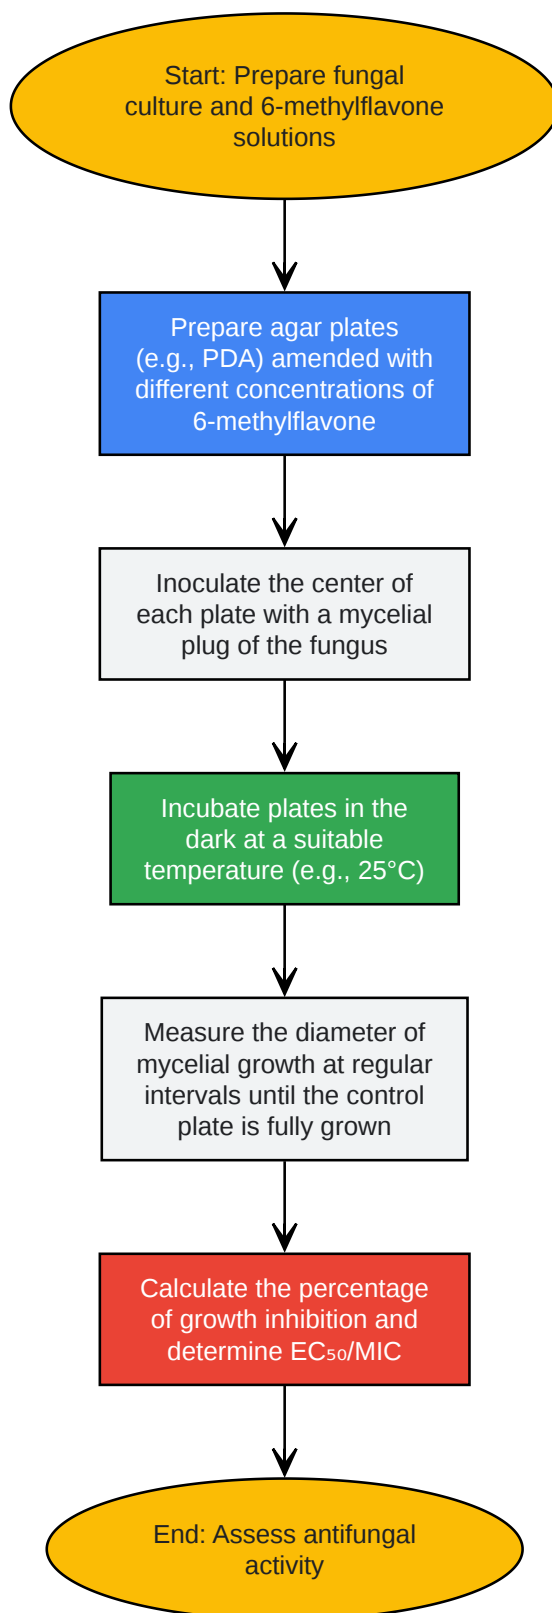 Start: Prepare fungal
culture and 6-methylflavone
solutions
Prepare agar plates
(e.g., PDA) amended with
different concentrations of
6-methylflavone
Inoculate the center of
each plate with a mycelial
plug of the fungus
Incubate plates in the
dark at a suitable
temperature (e.g., 25°C)
Measure the diameter of
mycelial growth at regular
intervals until the control
plate is fully grown
Calculate the percentage
of growth inhibition and
determine EC₅₀/MIC
End: Assess antifungal
activity